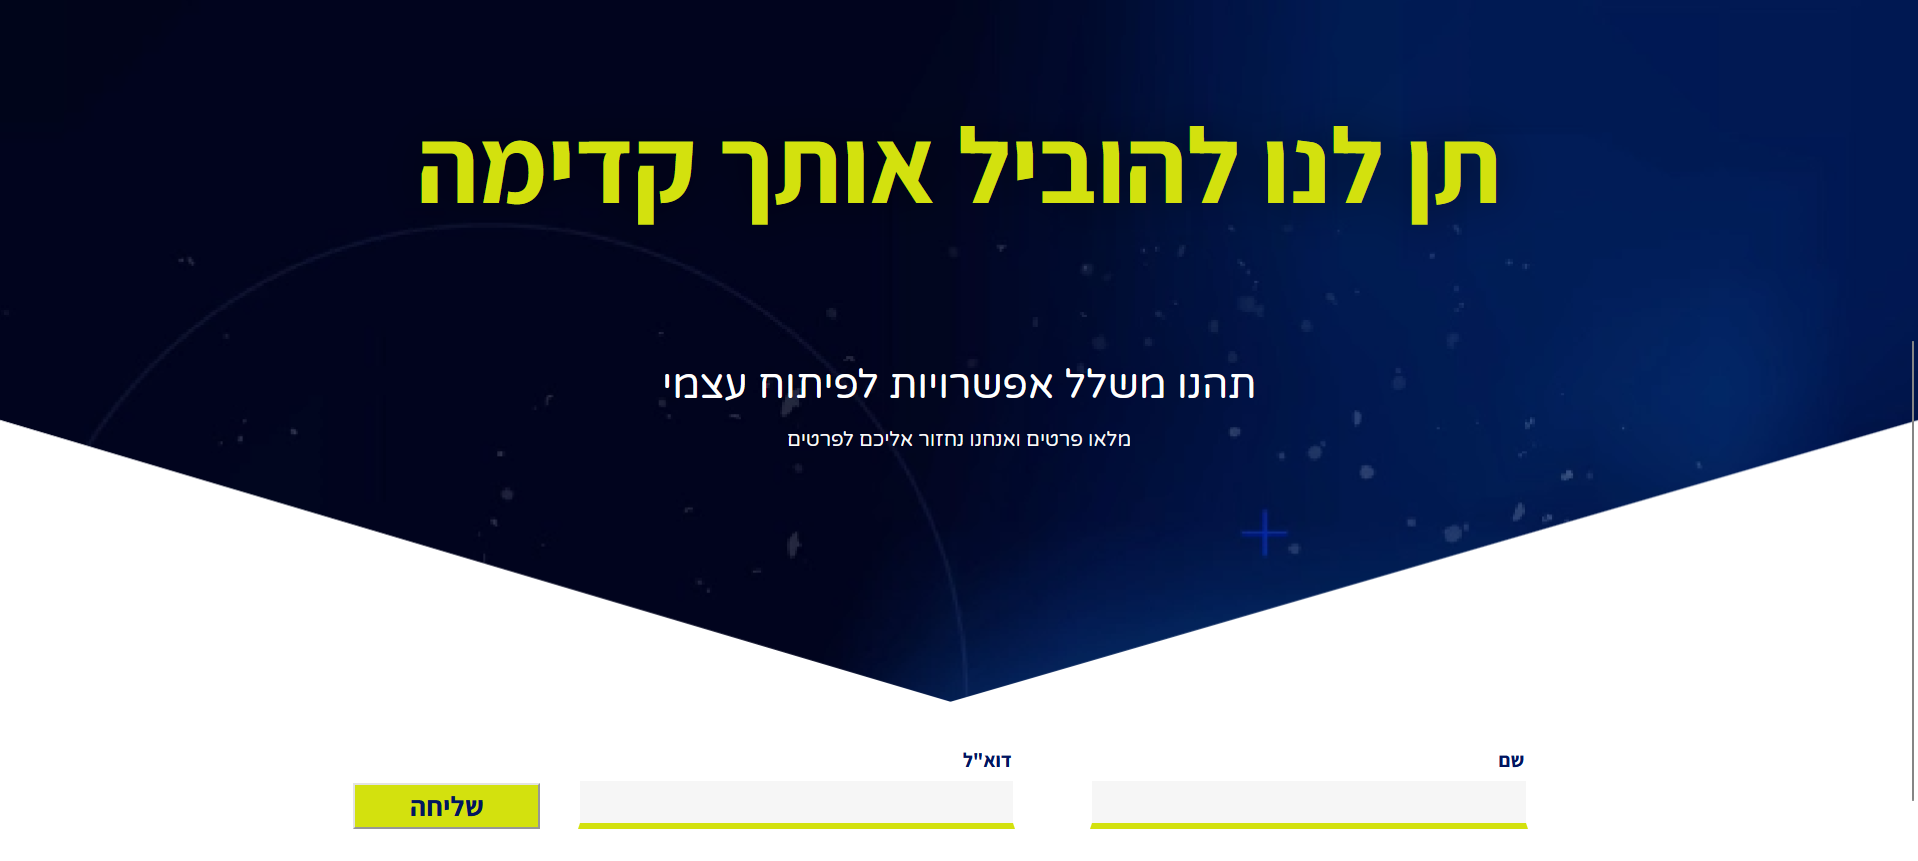 תן לנו להוביל אותך קדימה
תהנו משלל אפשרויות לפיתוח עצמי
מלאו פרטים ואנחנו נחזור אליכם לפרטים
שם
דוא"ל
שליחה